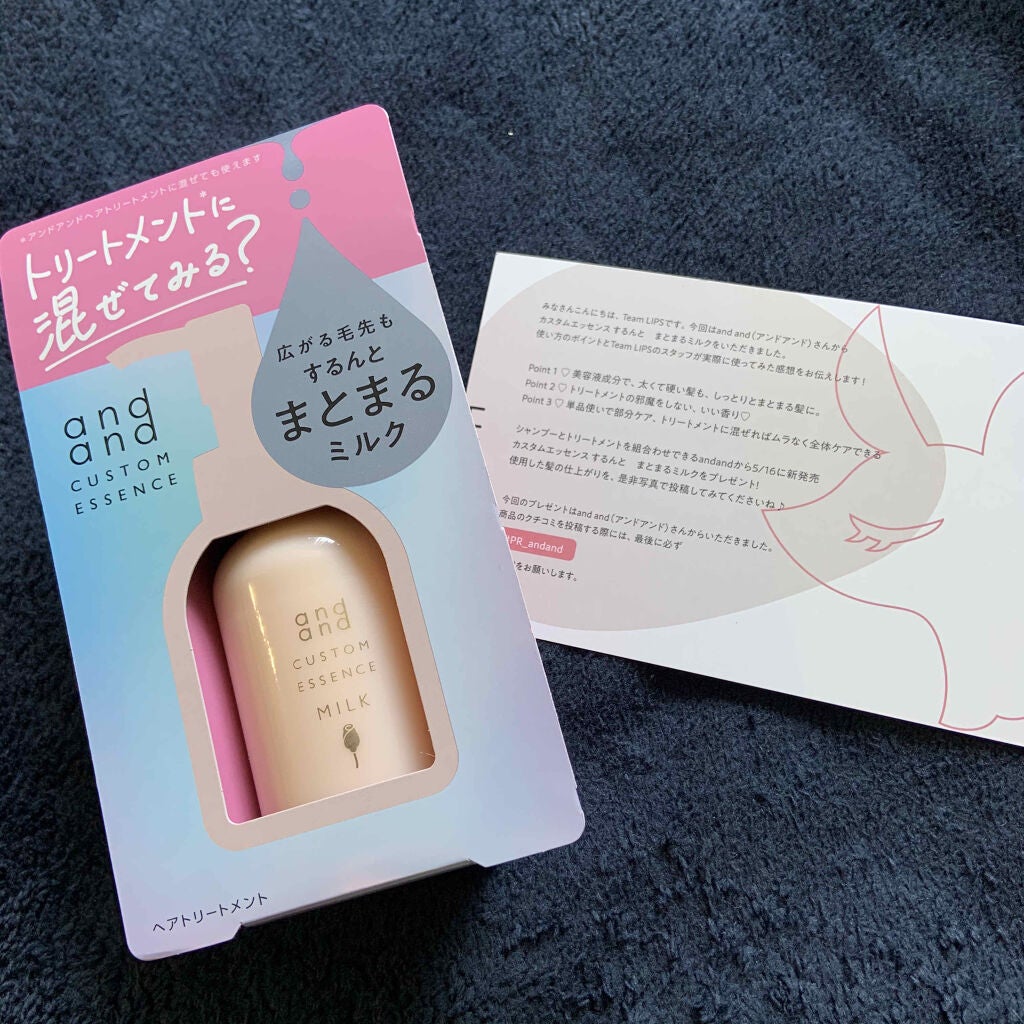 *アンドアンドヘアトリートメントに混ぜても使えます
トリートメント*に
混ぜてみる?
広がる毛先も
するんと
まとまる
ミルク
and
and
CUSTOM
ESSENCE
and
and
CUSTOM
ESSENCE
MILK
ヘアトリートメント
みなさんこんにちは、Team LIPSです。今回はand and(アンドアンド)さんから
カスタムエッセンス するんと まとまるミルクをいただきました。
使い方のポイントとTeam LIPSのスタッフが実際に使ってみた感想をお伝えします!
Point 1 ♡ 美容液成分で、太くて硬い髪も、しっとりとまとまる髪に。
Point 2 ♡ トリートメントの邪魔をしない、いい香り♡
Point 3 ♡ 単品使いで部分ケア、トリートメントに混ぜればムラなく全体ケアできる
シャンプーとトリートメントを組合わせできるandandから5/16に新発売
カスタムエッセンス するんと まとまるミルクをプレゼント!
使用した髪の仕上がりを、是非写真で投稿してみてくださいね♪
今回のプレゼントはand and(アンドアンド)さんからいただきました。
商品のクチコミを投稿する際には、最後に必ず
#PR_andand
をお願いします。